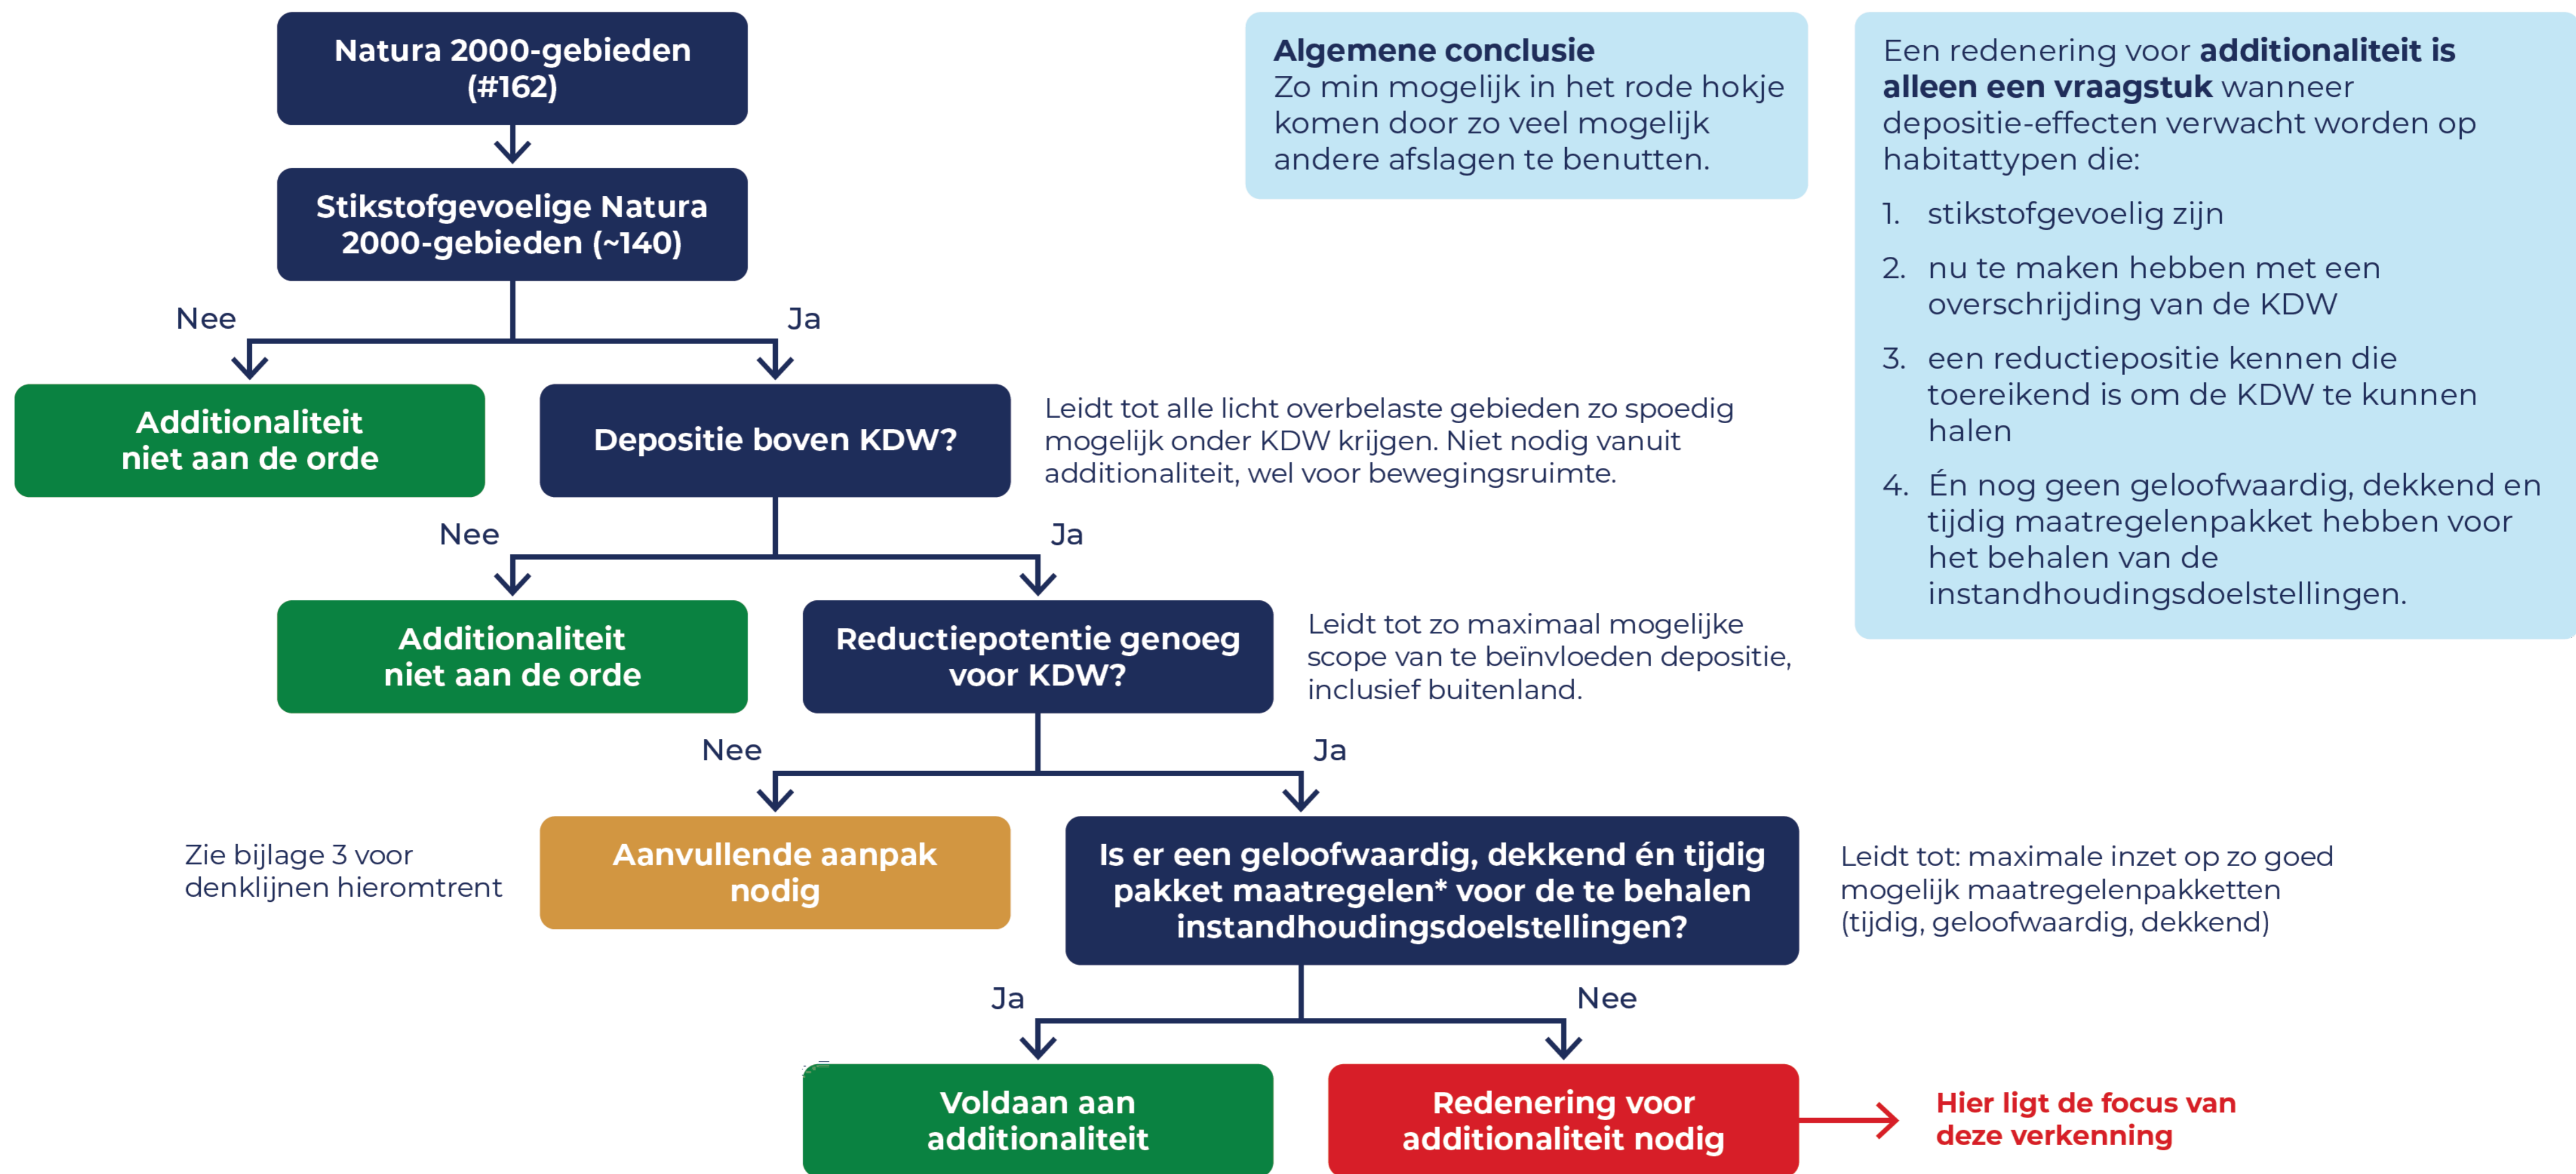 Natura 2000-gebieden
(#162)
Stikstofgevoelige Natura
2000-gebieden (~140)
Nee
Ja
Additionaliteit
niet aan de orde
Depositie boven KDW?
Leidt tot alle licht overbelaste gebieden zo spoedig
mogelijk onder KDW krijgen. Niet nodig vanuit
additionaliteit, wel voor bewegingsruimte.
Nee
Ja
Additionaliteit
niet aan de orde
Reductiepotentie genoeg
voor KDW?
Leidt tot zo maximaal mogelijke
scope van te beïnvloeden depositie,
inclusief buitenland.
Nee
Ja
Zie bijlage 3 voor
denklijnen hieromtrent
Aanvullende aanpak
nodig
Is er een geloofwaardig, dekkend én tijdig
pakket maatregelen* voor de te behalen
instandhoudingsdoelstellingen?
Leidt tot: maximale inzet op zo goed
mogelijk maatregelenpakketten
(tijdig, geloofwaardig, dekkend)
Ja
Nee
Voldaan aan
additionaliteit
Redenering voor
additionaliteit nodig
Hier ligt de focus van
deze verkenning
Algemene conclusie
Zo min mogelijk in het rode hokje
komen door zo veel mogelijk
andere afslagen te benutten.
Een redenering voor additionaliteit is
alleen een vraagstuk wanneer
depositie-effecten verwacht worden op
habitattypen die:
1. stikstofgevoelig zijn
2. nu te maken hebben met een
overschrijding van de KDW
3. een reductiepositie kennen die
toereikend is om de KDW te kunnen
halen
4. Én nog geen geloofwaardig, dekkend en
tijdig maatregelenpakket hebben voor
het behalen van de
instandhoudingsdoelstellingen.